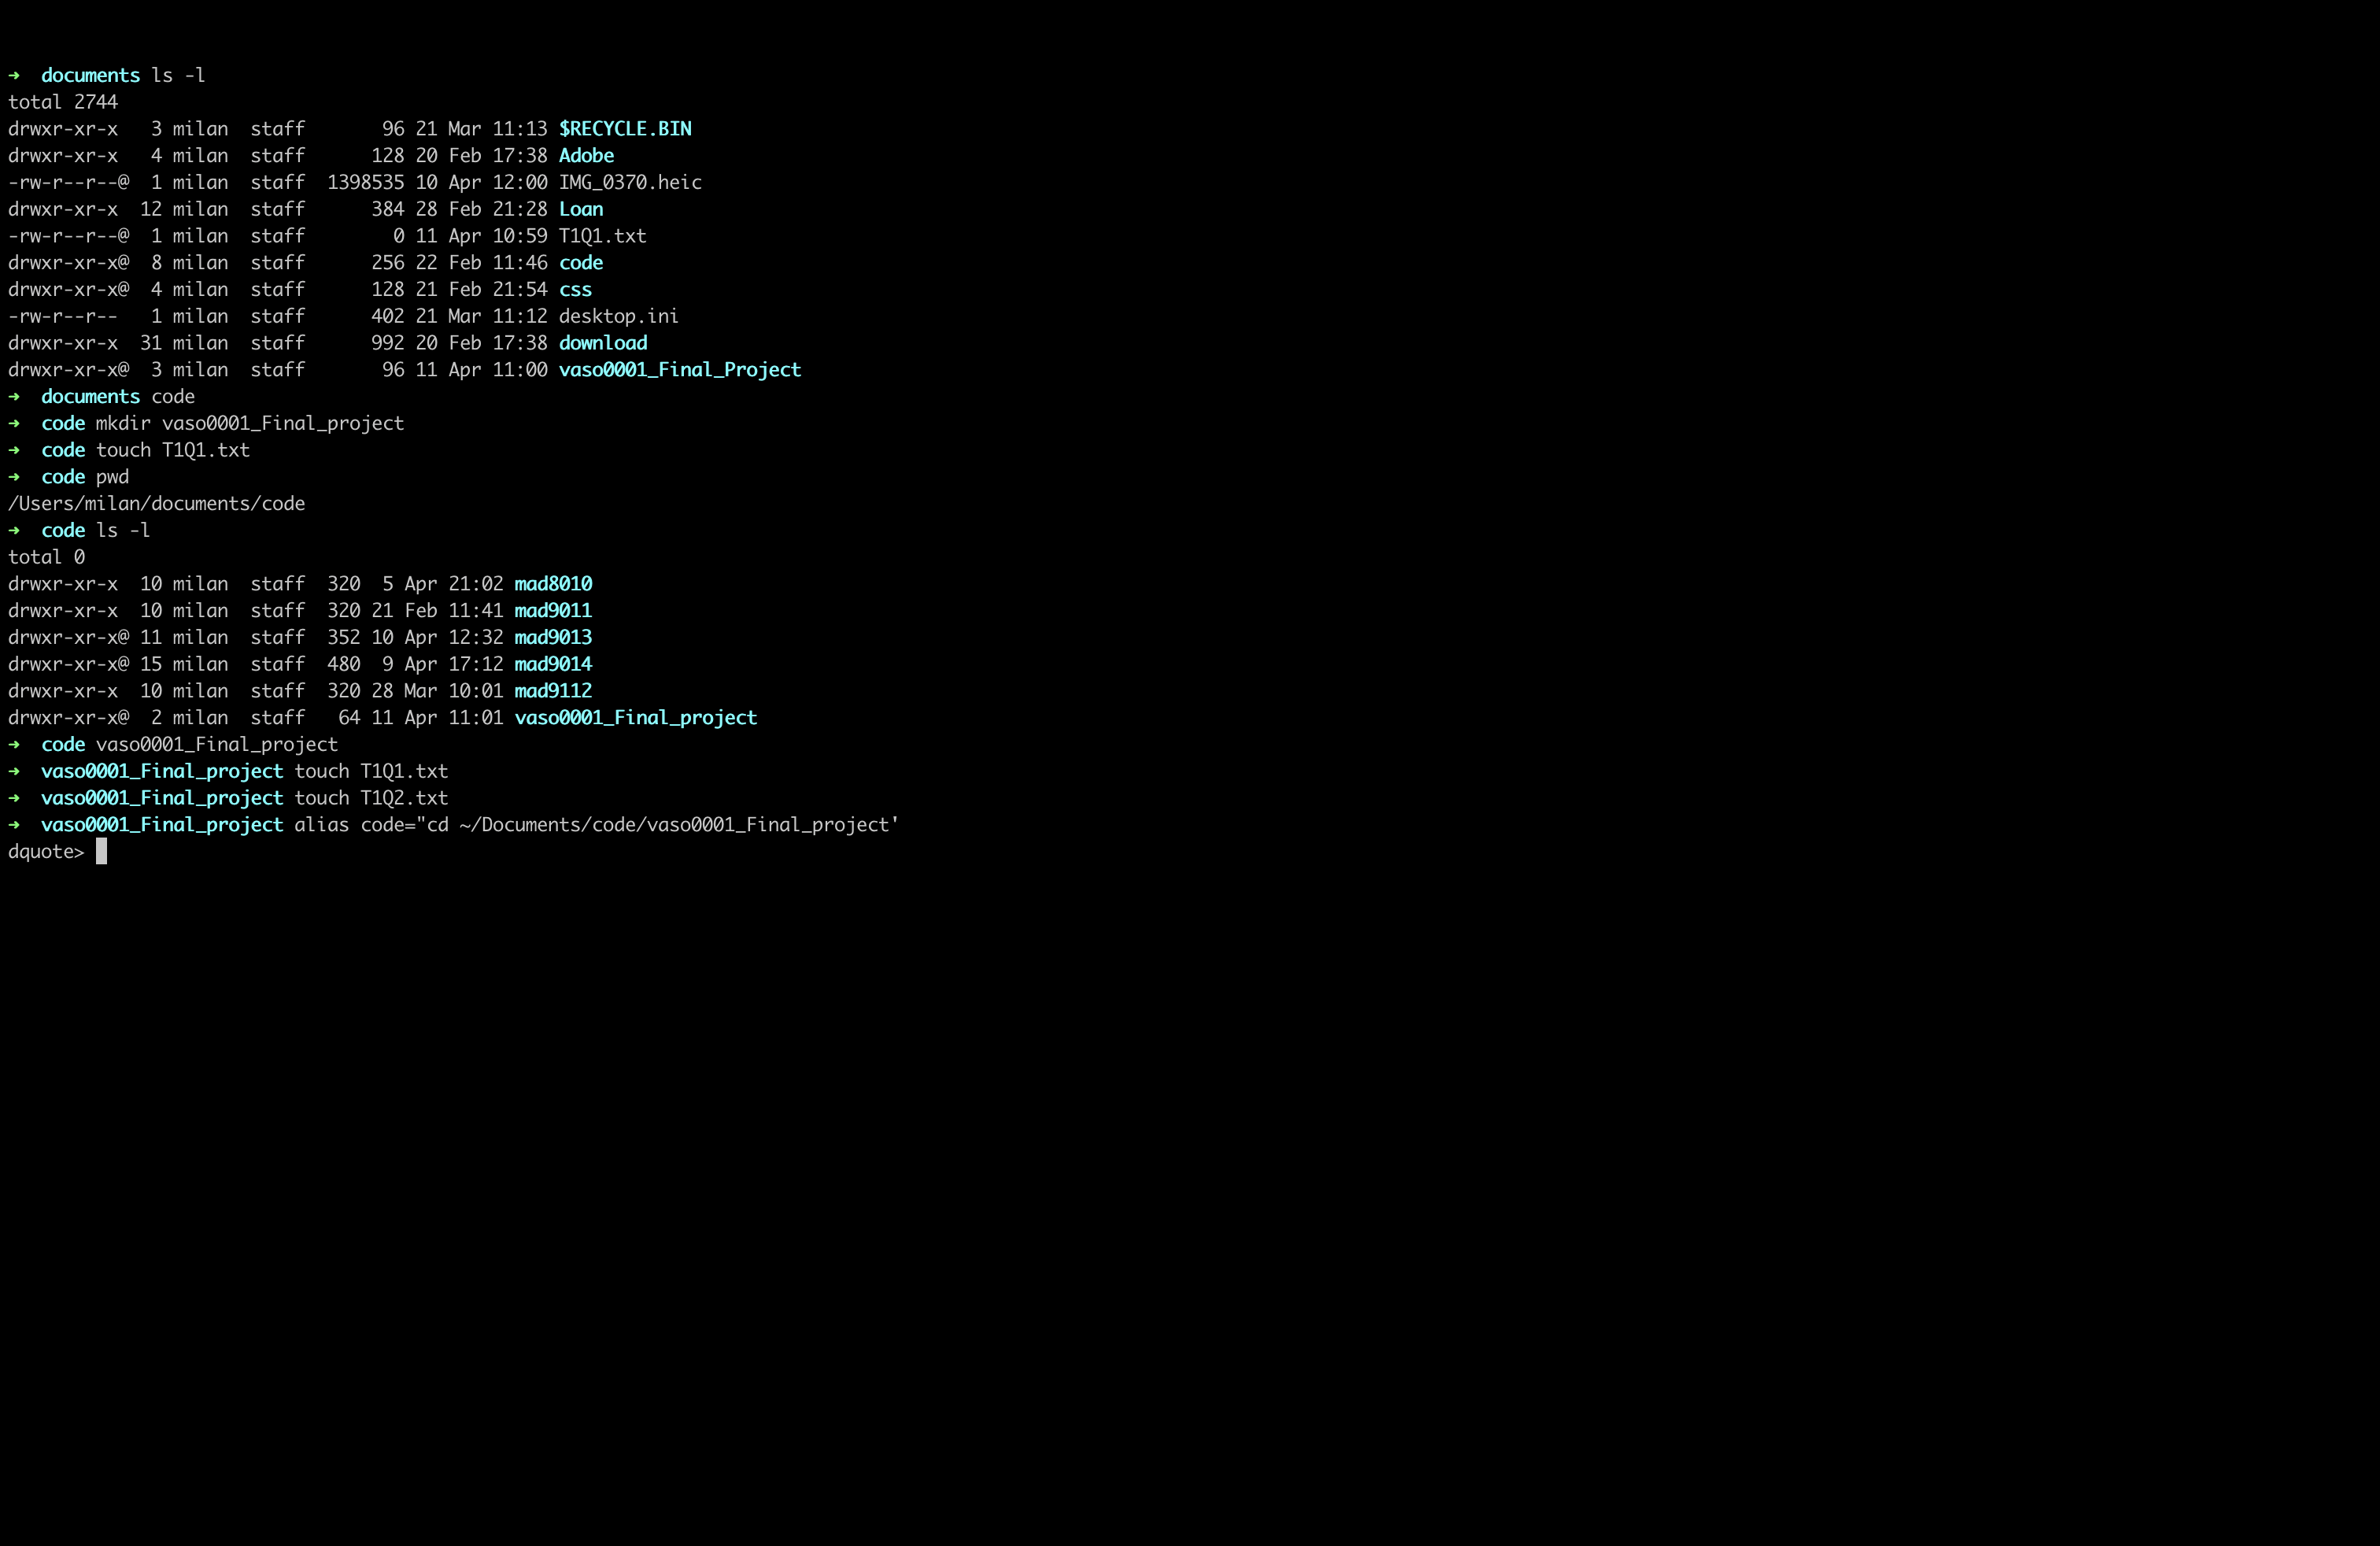 ➜  documents ls -l
total 2744
drwxr-xr-x   3 milan  staff       96 21 Mar 11:13 $RECYCLE.BIN
drwxr-xr-x   4 milan  staff      128 20 Feb 17:38 Adobe
-rw-r--r--@  1 milan  staff  1398535 10 Apr 12:00 IMG_0370.heic
drwxr-xr-x  12 milan  staff      384 28 Feb 21:28 Loan
-rw-r--r--@  1 milan  staff        0 11 Apr 10:59 T1Q1.txt
drwxr-xr-x@  8 milan  staff      256 22 Feb 11:46 code
drwxr-xr-x@  4 milan  staff      128 21 Feb 21:54 css
-rw-r--r--   1 milan  staff      402 21 Mar 11:12 desktop.ini
drwxr-xr-x  31 milan  staff      992 20 Feb 17:38 download
drwxr-xr-x@  3 milan  staff       96 11 Apr 11:00 vaso0001_Final_Project
➜  documents code
➜  code mkdir vaso0001_Final_project
➜  code touch T1Q1.txt
➜  code pwd
/Users/milan/documents/code
➜  code ls -l
total 0
drwxr-xr-x  10 milan  staff  320  5 Apr 21:02 mad8010
drwxr-xr-x  10 milan  staff  320 21 Feb 11:41 mad9011
drwxr-xr-x@ 11 milan  staff  352 10 Apr 12:32 mad9013
drwxr-xr-x@ 15 milan  staff  480  9 Apr 17:12 mad9014
drwxr-xr-x  10 milan  staff  320 28 Mar 10:01 mad9112
drwxr-xr-x@  2 milan  staff   64 11 Apr 11:01 vaso0001_Final_project
➜  code vaso0001_Final_project
➜  vaso0001_Final_project touch T1Q1.txt
➜  vaso0001_Final_project touch T1Q2.txt
➜  vaso0001_Final_project alias code="cd ~/Documents/code/vaso0001_Final_project'
dquote>